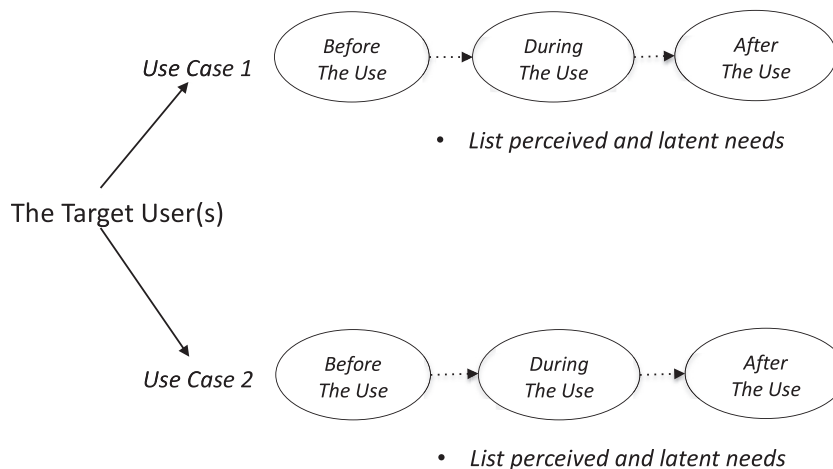 Use Case 1
Before
The Use
During
The Use
After
The Use
• List perceived and latent needs
The Target User(s)
Use Case 2
Before
The Use
During
The Use
After
The Use
• List perceived and latent needs